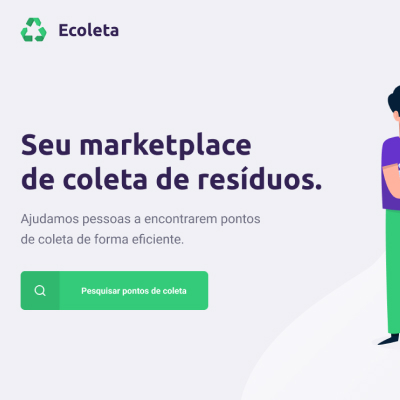 Ecoleta
Seu marketplace
de coleta de resíduos.
Ajudamos pessoas a encontrarem pontos
de coleta de forma eficiente.
Pesquisar pontos de coleta